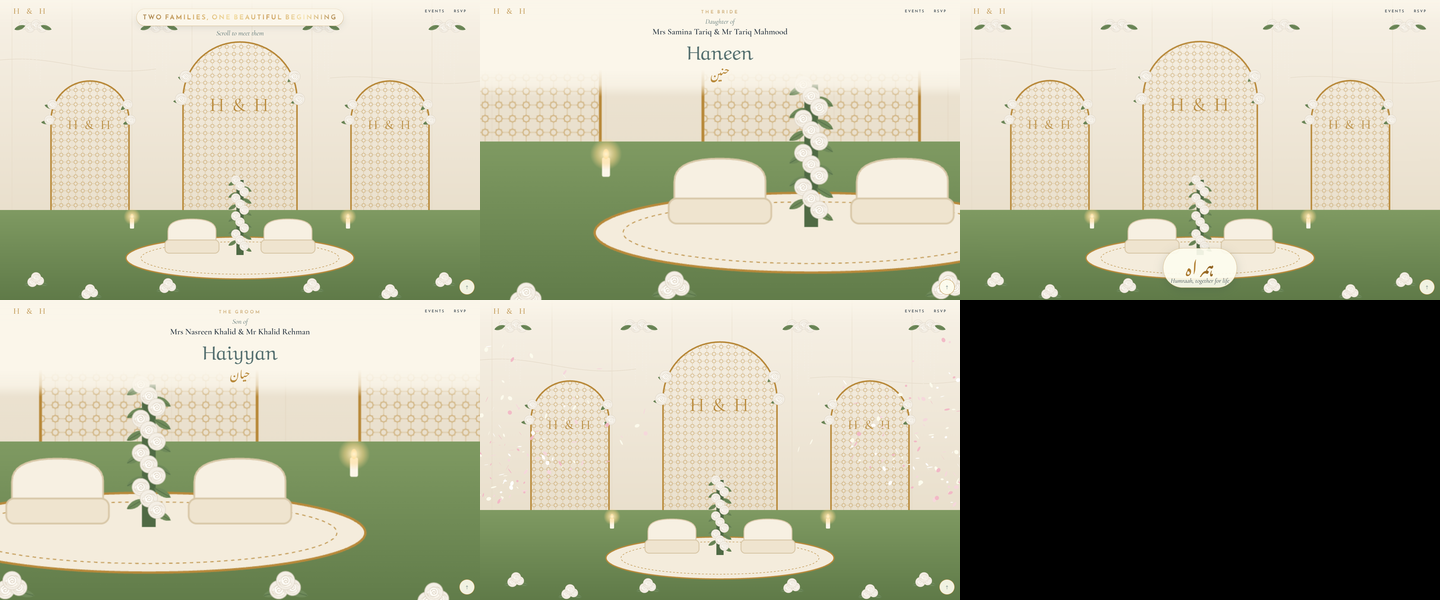 H & H
EVENTS RSVP
TWO FAMILIES, ONE BEAUTIFUL BEGINNING
Scroll to meet them
H & H
H & H
H & H
H & H
THE BRIDE
EVENTS RSVP
Daughter of
Mrs Samina Tariq & Mr Tariq Mahmood
Haneen
حنین
H & H
EVENTS RSVP
H & H
H & H
H & H
ہمراہ
Humraah, together for life
H & H
THE GROOM
EVENTS RSVP
Son of
Mrs Nasreen Khalid & Mr Khalid Rehman
Haiyyan
حیان
H & H
EVENTS RSVP
H & H
H & H
H & H